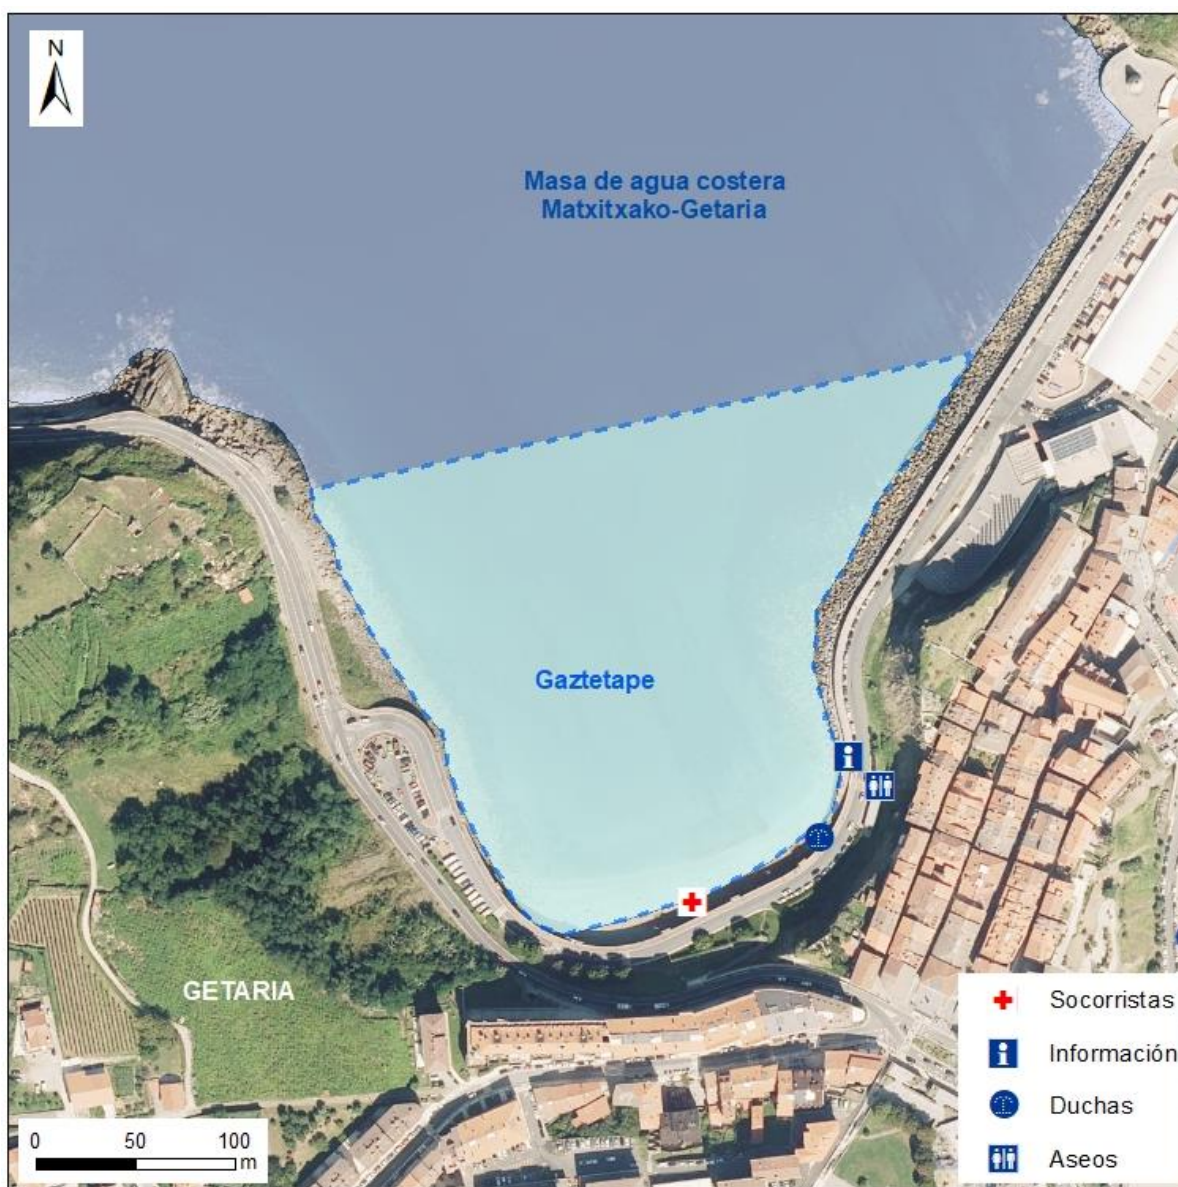 N
Masa de agua costera
Matxitxako-Getaria
Gaztetape
GETARIA
Socorristas
Información
Duchas
Aseos
0 50 100
m